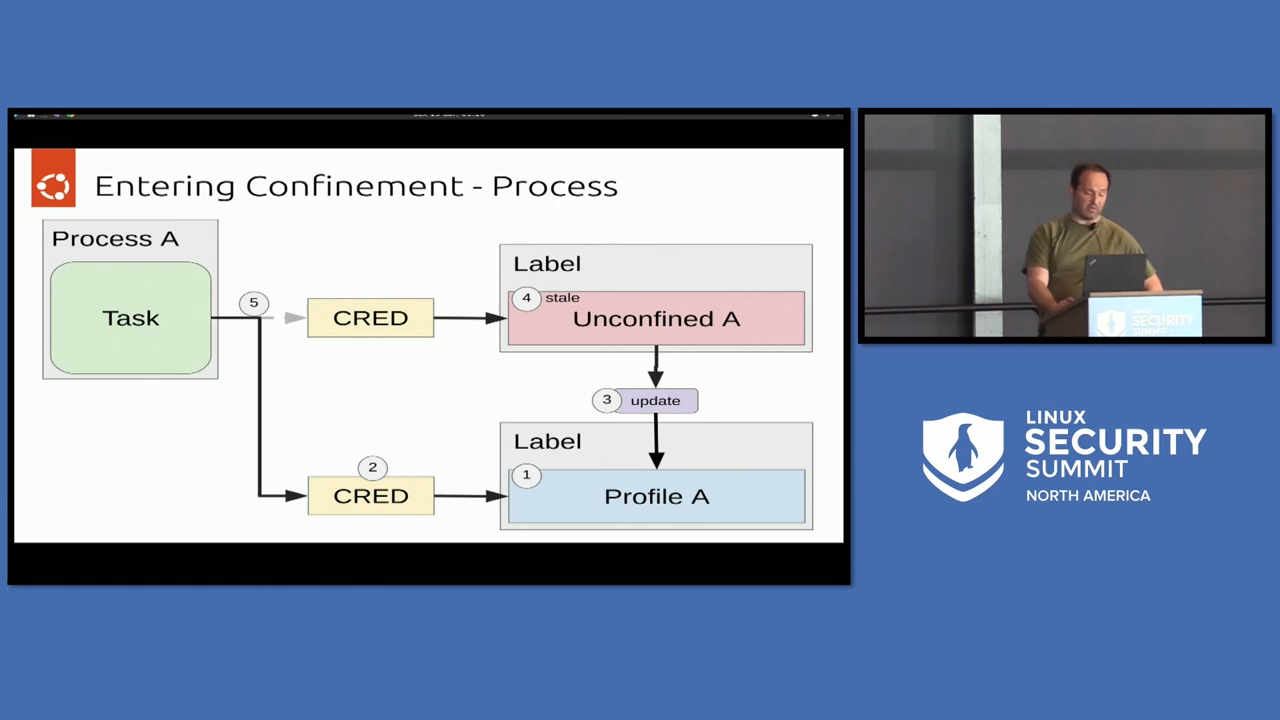 Entering Confinement - Process
Process A
Task
5
CRED
Label
4
stale
Unconfined A
3
update
2
CRED
Label
1
Profile A
LINUX
SECURITY
SUMMIT
NORTH AMERICA
SECURITY